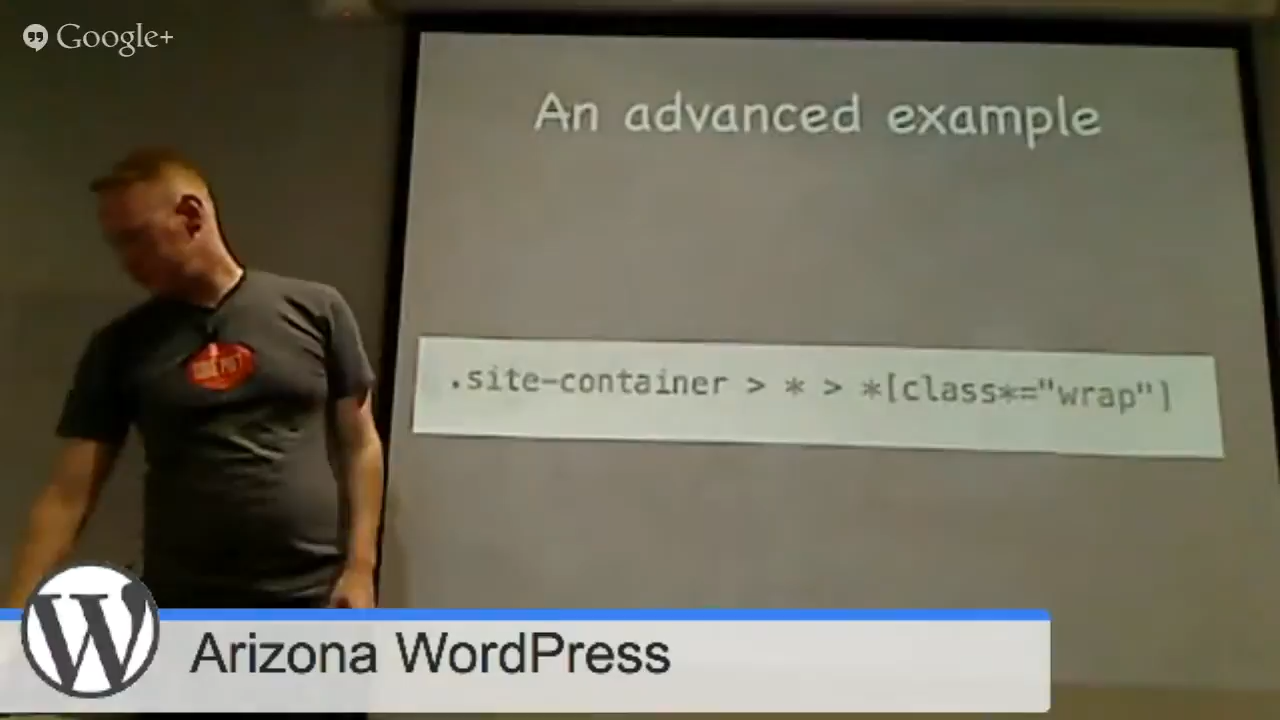 Google+
An advanced example
.site-container > * > *[class*="wrap"]
Arizona WordPress